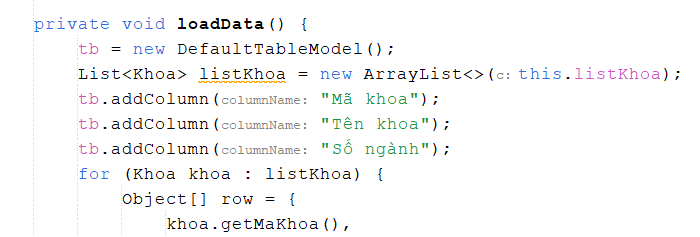 private void loadData() {
tb = new DefaultTableModel();
List<Khoa> listKhoa = new ArrayList<>(c: this.listKhoa);
tb.addColumn(columnName: "Mã khoa");
tb.addColumn(columnName: "Tên khoa");
tb.addColumn(columnName: "Số ngành");
for (Khoa khoa : listKhoa) {
Object[] row = {
khoa.getMaKhoa(),